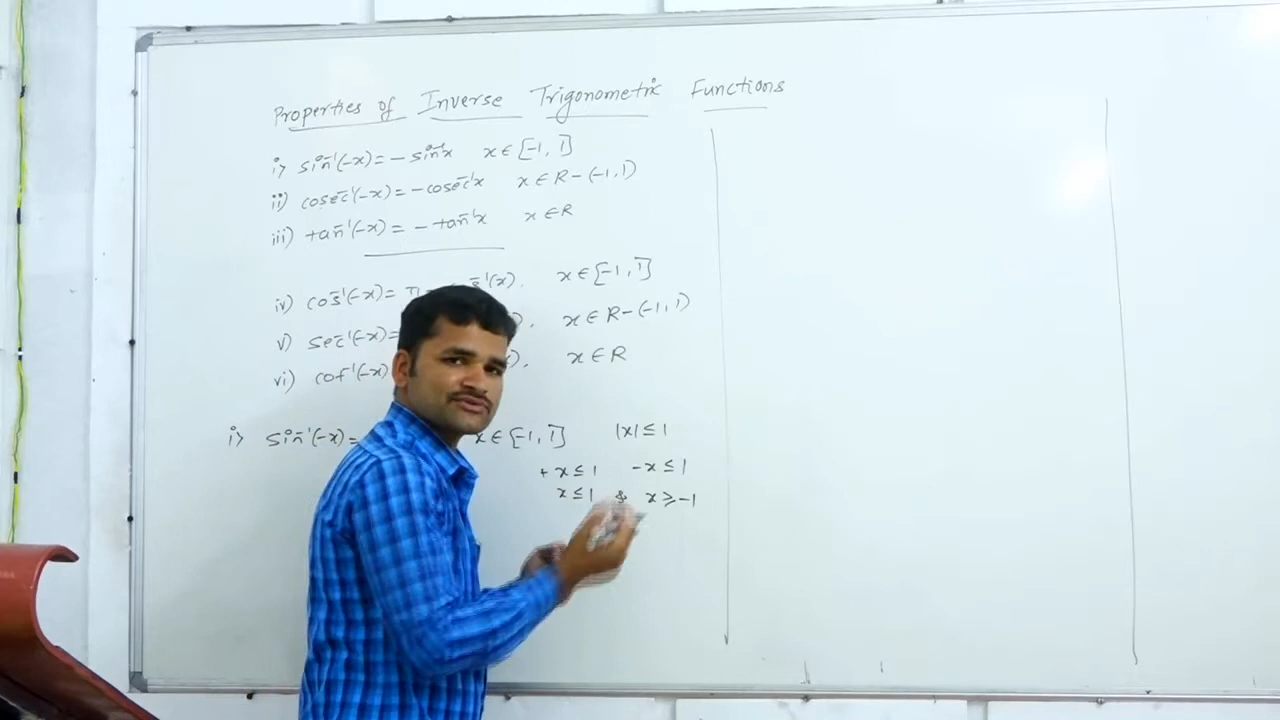 Properties of Inverse Trigonometric Functions
i) sin⁻¹(-x) = - sin⁻¹x x ∈ [-1, 1]
ii) cosec⁻¹(-x) = - cosec⁻¹x x ∈ R - (-1, 1)
iii) tan⁻¹(-x) = - tan⁻¹x x ∈ R
iv) cos⁻¹(-x) = π - cos⁻¹(x), x ∈ [-1, 1]
v) sec⁻¹(-x) = ), x ∈ R - (-1, 1)
vi) cot⁻¹(-x) ), x ∈ R
i) sin⁻¹(-x) = x ∈ [-1, 1] |x| ≤ 1
+ x ≤ 1 -x ≤ 1
x ≤ 1 & x ≥ -1